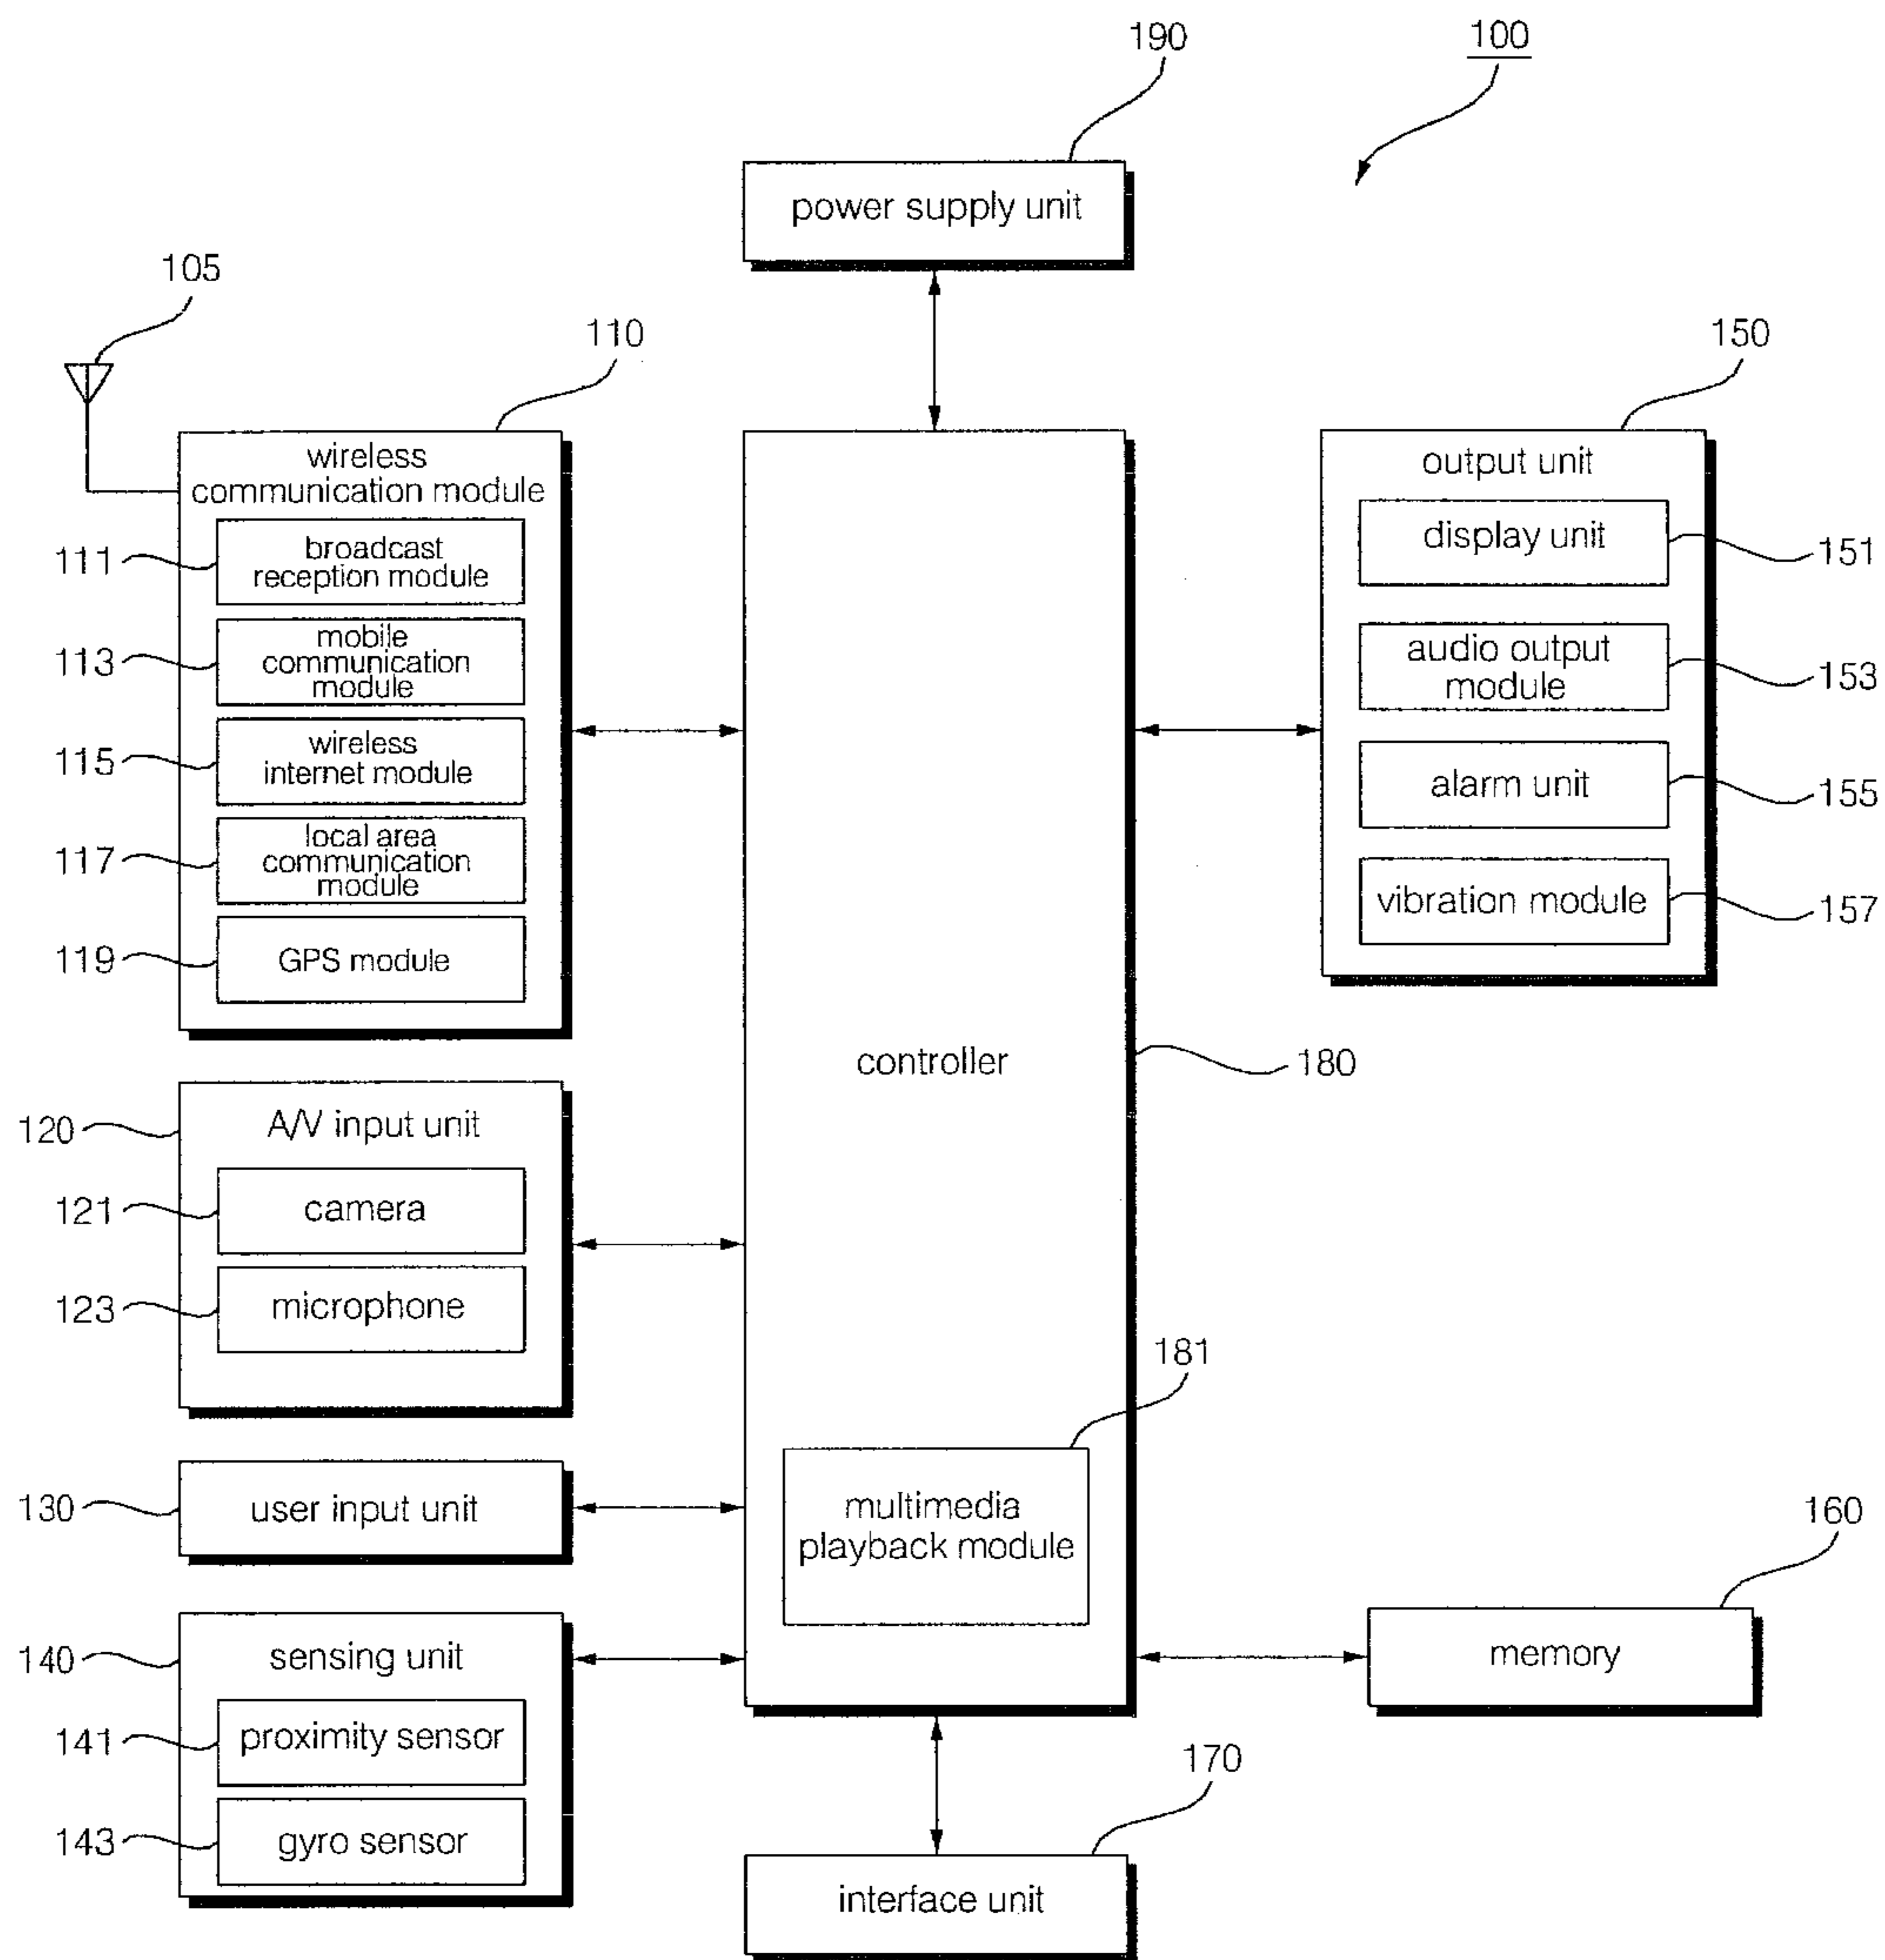 190
100
power supply unit
105
110
150
wireless
communication module
output unit
111
broadcast
reception module
display unit
151
113
mobile
communication
module
audio output
module
153
115
wireless
internet module
alarm unit
155
117
local area
communication
module
vibration module
157
119
GPS module
controller
180
120
A/V input unit
121
camera
123
microphone
181
130
user input unit
multimedia
playback module
160
140
sensing unit
memory
141
proximity sensor
170
143
gyro sensor
interface unit